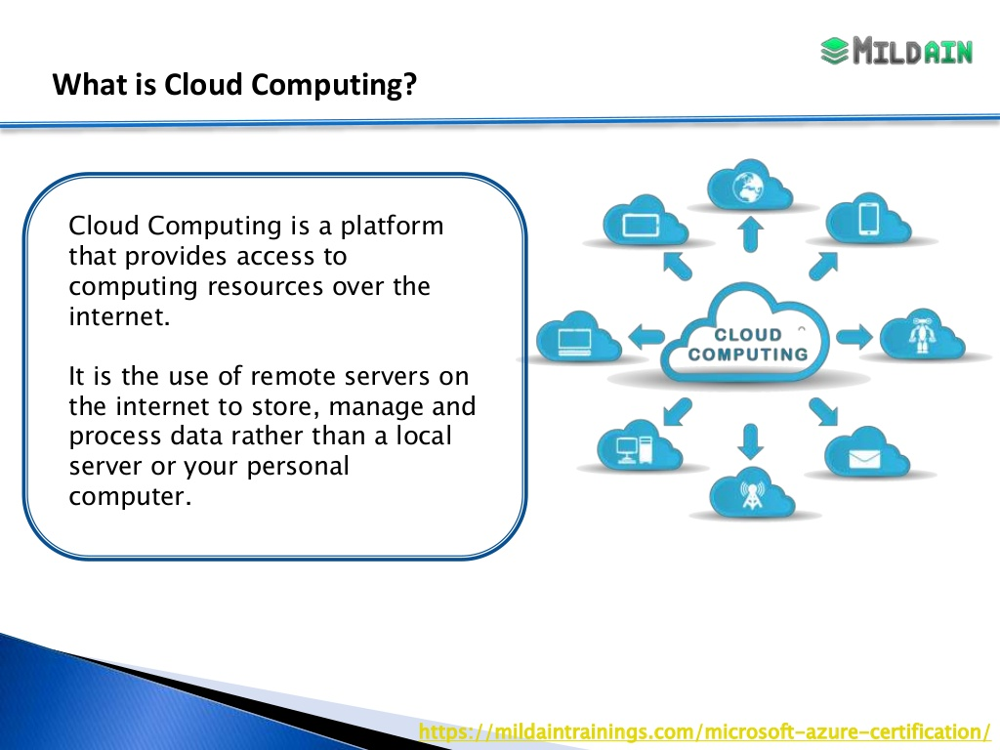 MILDAIN
What is Cloud Computing?
Cloud Computing is a platform
that provides access to
computing resources over the
internet.
It is the use of remote servers on
the internet to store, manage and
process data rather than a local
server or your personal
computer.
CLOUD
COMPUTING
https://mildaintrainings.com/microsoft-azure-certification/